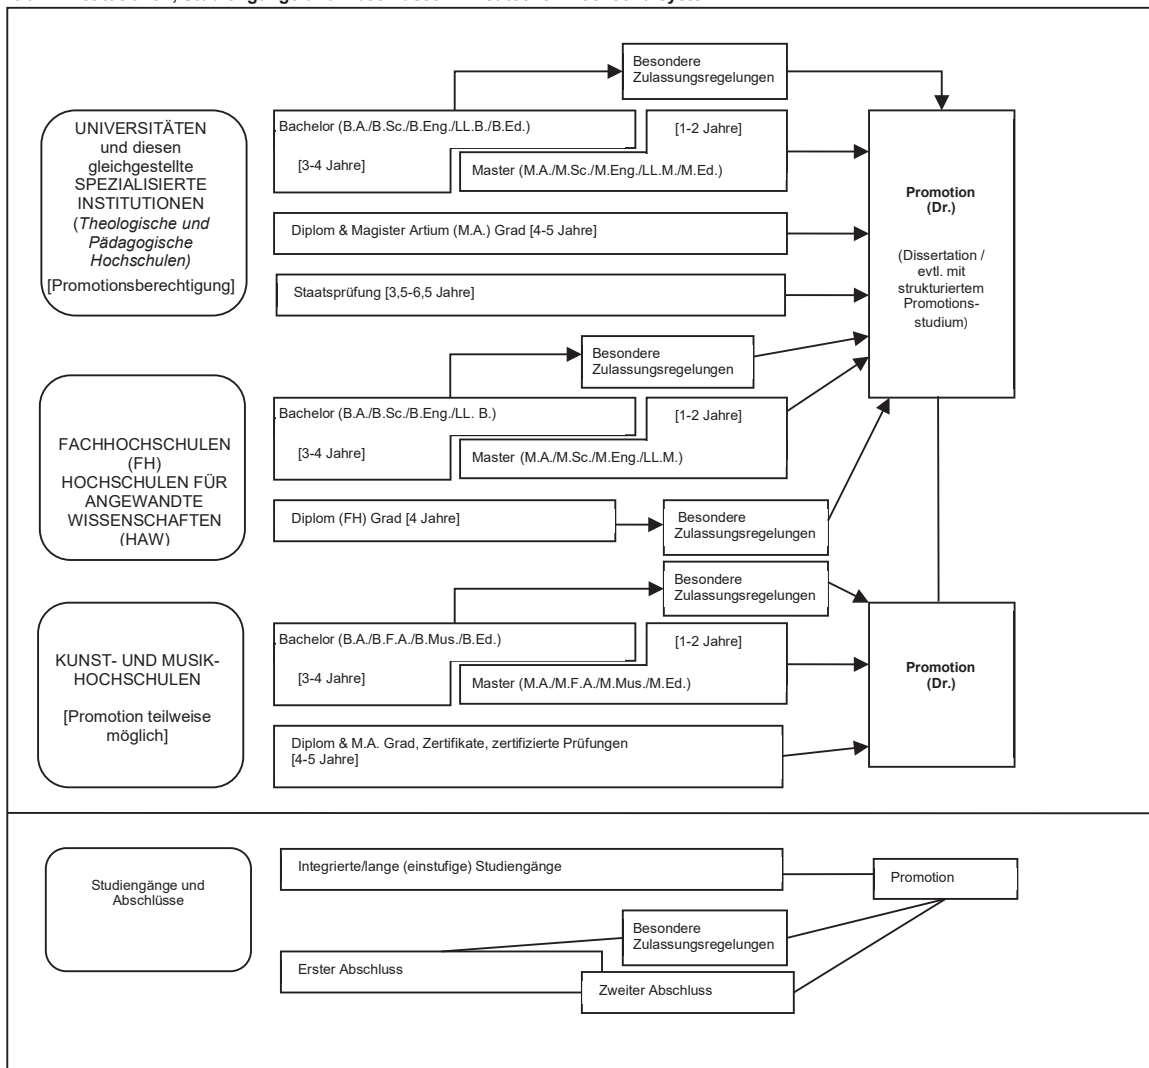 Besondere
Zulassungsregelungen
UNIVERSITÄTEN
und diesen
gleichgestellte
SPEZIALISIERTE
INSTITUTIONEN
(Theologische und
Pädagogische
Hochschulen)
[Promotionsberechtigung]
Bachelor (B.A./B.Sc./B.Eng./LL.B./B.Ed.)
[3-4 Jahre]
[1-2 Jahre]
Master (M.A./M.Sc./M.Eng./LL.M./M.Ed.)
Diplom & Magister Artium (M.A.) Grad [4-5 Jahre]
Staatsprüfung [3,5-6,5 Jahre]
Promotion
(Dr.)
(Dissertation /
evtl. mit
strukturiertem
Promotions-
studium)
Besondere
Zulassungsregelungen
FACHHOCHSCHULEN
(FH)
HOCHSCHULEN FÜR
ANGEWANDTE
WISSENSCHAFTEN
(HAW)
Bachelor (B.A./B.Sc./B.Eng./LL. B.)
[3-4 Jahre]
[1-2 Jahre]
Master (M.A./M.Sc./M.Eng./LL.M.)
Diplom (FH) Grad [4 Jahre]
Besondere
Zulassungsregelungen
Besondere
Zulassungsregelungen
KUNST- UND MUSIK-
HOCHSCHULEN
[Promotion teilweise
möglich]
Bachelor (B.A./B.F.A./B.Mus./B.Ed.)
[3-4 Jahre]
[1-2 Jahre]
Master (M.A./M.F.A./M.Mus./M.Ed.)
Diplom & M.A. Grad, Zertifikate, zertifizierte Prüfungen
[4-5 Jahre]
Promotion
(Dr.)
Studiengänge und
Abschlüsse
Integrierte/lange (einstufige) Studiengänge
Promotion
Besondere
Zulassungsregelungen
Erster Abschluss
Zweiter Abschluss